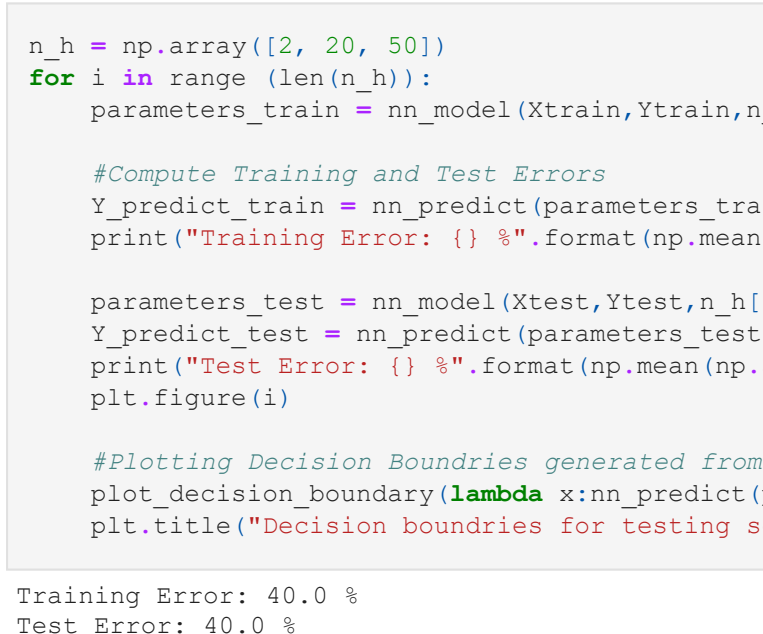 n_h = np.array([2, 20, 50])
for i in range (len(n_h)):
    parameters_train = nn_model(Xtrain,Ytrain,n_
    #Compute Training and Test Errors
    Y_predict_train = nn_predict(parameters_tra
    print("Training Error: {} %".format(np.mean
    parameters_test = nn_model(Xtest,Ytest,n_h[
    Y_predict_test = nn_predict(parameters_test
    print("Test Error: {} %".format(np.mean(np.
    plt.figure(i)
    #Plotting Decision Boundries generated from
    plot_decision_boundary(lambda x:nn_predict(
    plt.title("Decision boundries for testing s
Training Error: 40.0 %
Test Error: 40.0 %